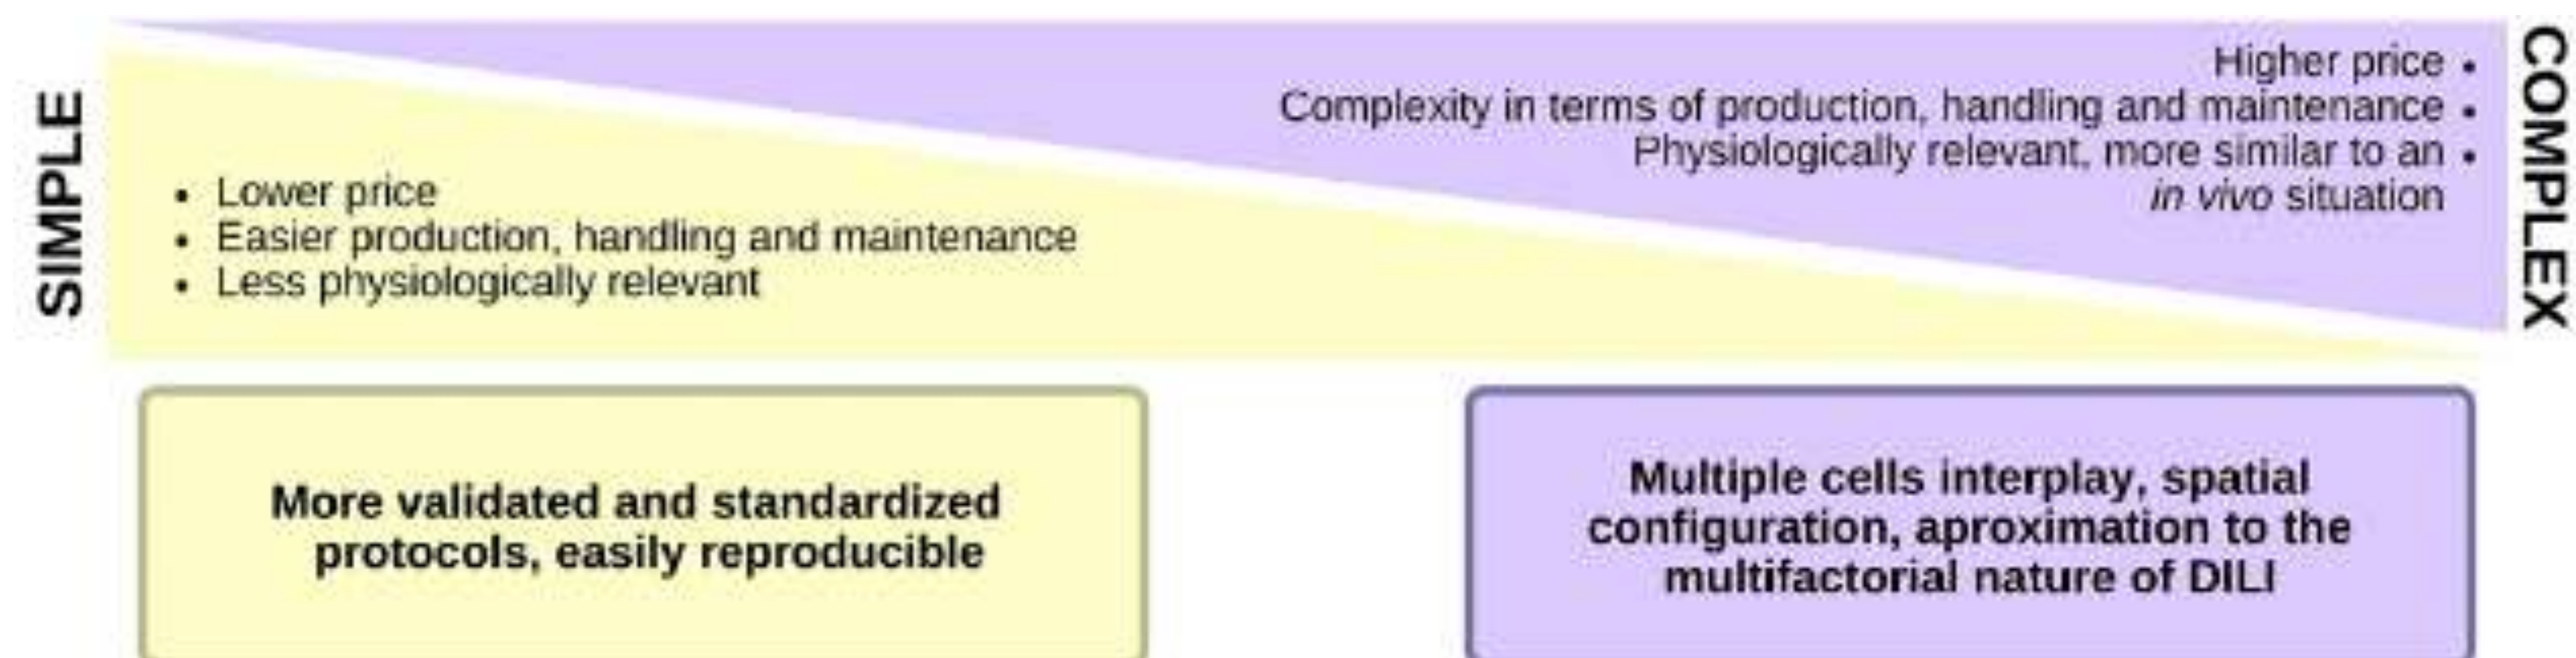 SIMPLE
• Lower price
• Easier production, handling and maintenance
• Less physiologically relevant
Higher price •
Complexity in terms of production, handling and maintenance •
Physiologically relevant, more similar to an •
in vivo situation
COMPLEX
More validated and standardized
protocols, easily reproducible
Multiple cells interplay, spatial
configuration, aproximation to the
multifactorial nature of DILI